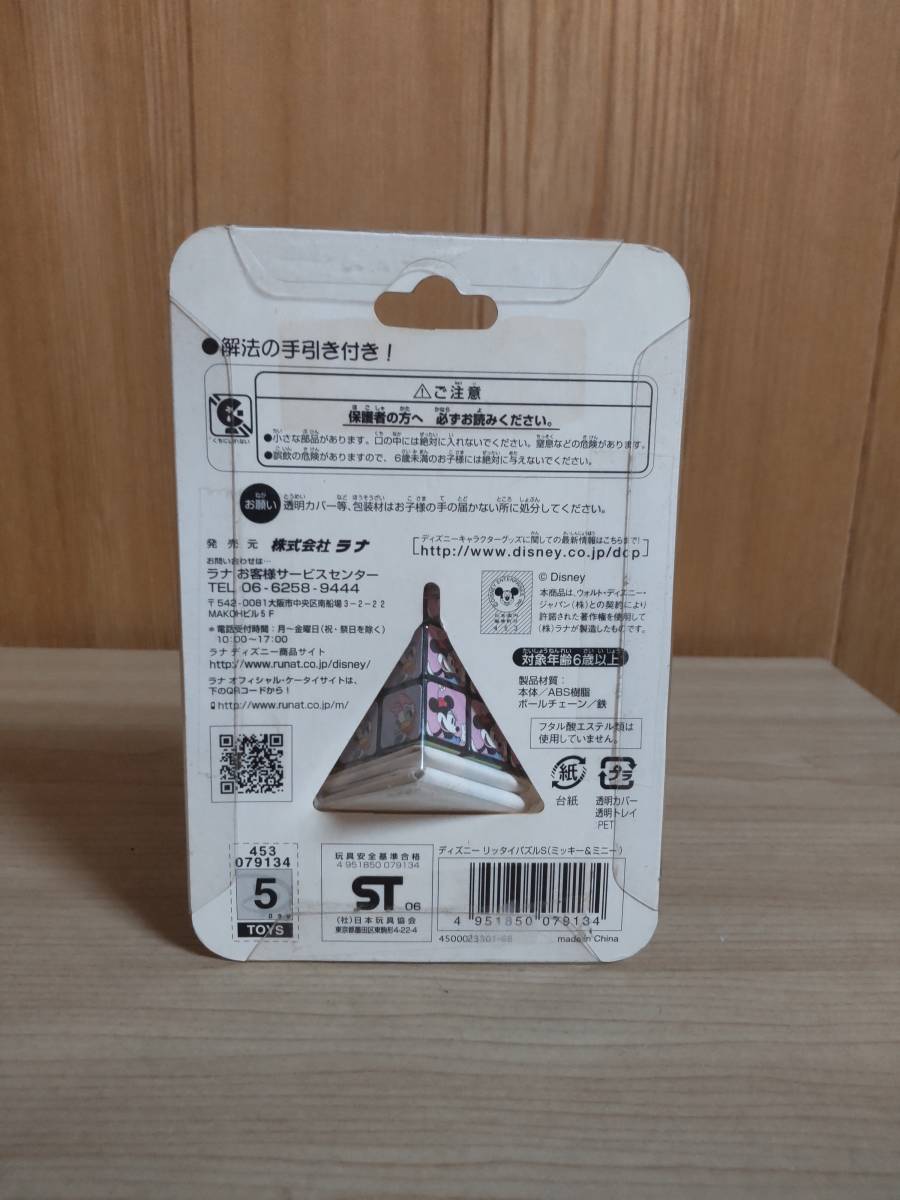 ●解法の手引き付き!
くちにいれない
⚠ご注意
保護者の方へ 必ずお読みください。
●小さな部品があります。口の中には絶対に入れないでください。窒息などの危険があります。
●誤飲の危険がありますので、6歳未満のお子様には絶対に与えないでください。
お願い 透明カバー等、包装材はお子様の手の届かない所に処分してください。
発売元 株式会社 ラナ
お問い合わせは…
ラナ お客様サービスセンター
TEL 06-6258-9444
〒542-0081大阪市中央区南船場3-2-22
MAKOHビル5F
*電話受付時間:月〜金曜日(祝・祭日を除く)
10:00〜17:00
ラナ ディズニー商品サイト
http://www.runat.co.jp/disney/
ラナ オフィシャル・ケータイサイトは、
下のQRコードから!
http://www.runat.co.jp/m/
ディズニーキャラクターグッズに関しての最新情報はこちらまで!
http://www.disney.co.jp/dcp
© Disney
本商品は、ウォルト・ディズニー・
ジャパン(株)との契約により
許諾された著作権を使用して
(株)ラナが製造したものです。
対象年齢6歳以上
製品材質:
本体/ABS樹脂
ボールチェーン/鉄
フタル酸エステル類は
使用していません。
紙
台紙
プラ
透明カバー
透明トレイ
PET
453
079134
5
TOYS
玩具安全基準合格
4 951850 079134
ST 06
(社)日本玩具協会
東京都墨田区東駒形4-22-4
ディズニー リッタイパズルS(ミッキー&ミニー)
4 951850 079134
made in China